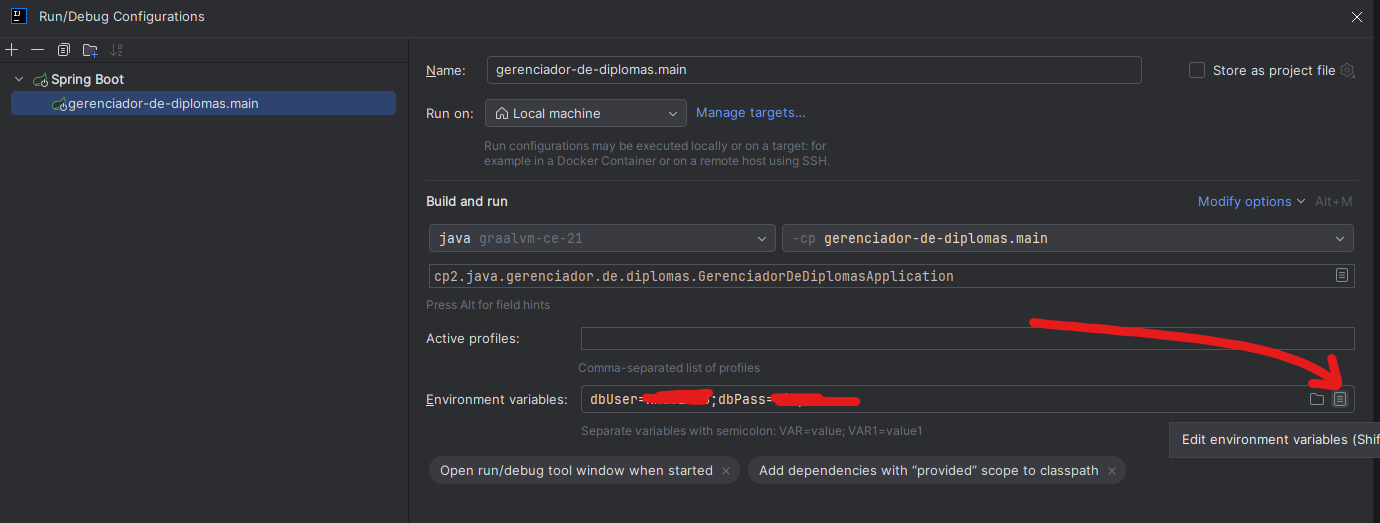 Run/Debug Configurations
Spring Boot
gerenciador-de-diplomas.main
Name: gerenciador-de-diplomas.main Store as project file
Run on: Local machine Manage targets...
Run configurations may be executed locally or on a target: for
example in a Docker Container or on a remote host using SSH.
Build and run Modify options Alt+M
java graalvm-ce-21 -cp gerenciador-de-diplomas.main
cp2.java.gerenciador.de.diplomas.GerenciadorDeDiplomasApplication
Press Alt for field hints
Active profiles:
Comma-separated list of profiles
Environment variables: dbUser= ;dbPass=
Separate variables with semicolon: VAR=value; VAR1=value1
Edit environment variables (Shif
Open run/debug tool window when started × Add dependencies with “provided” scope to classpath ×